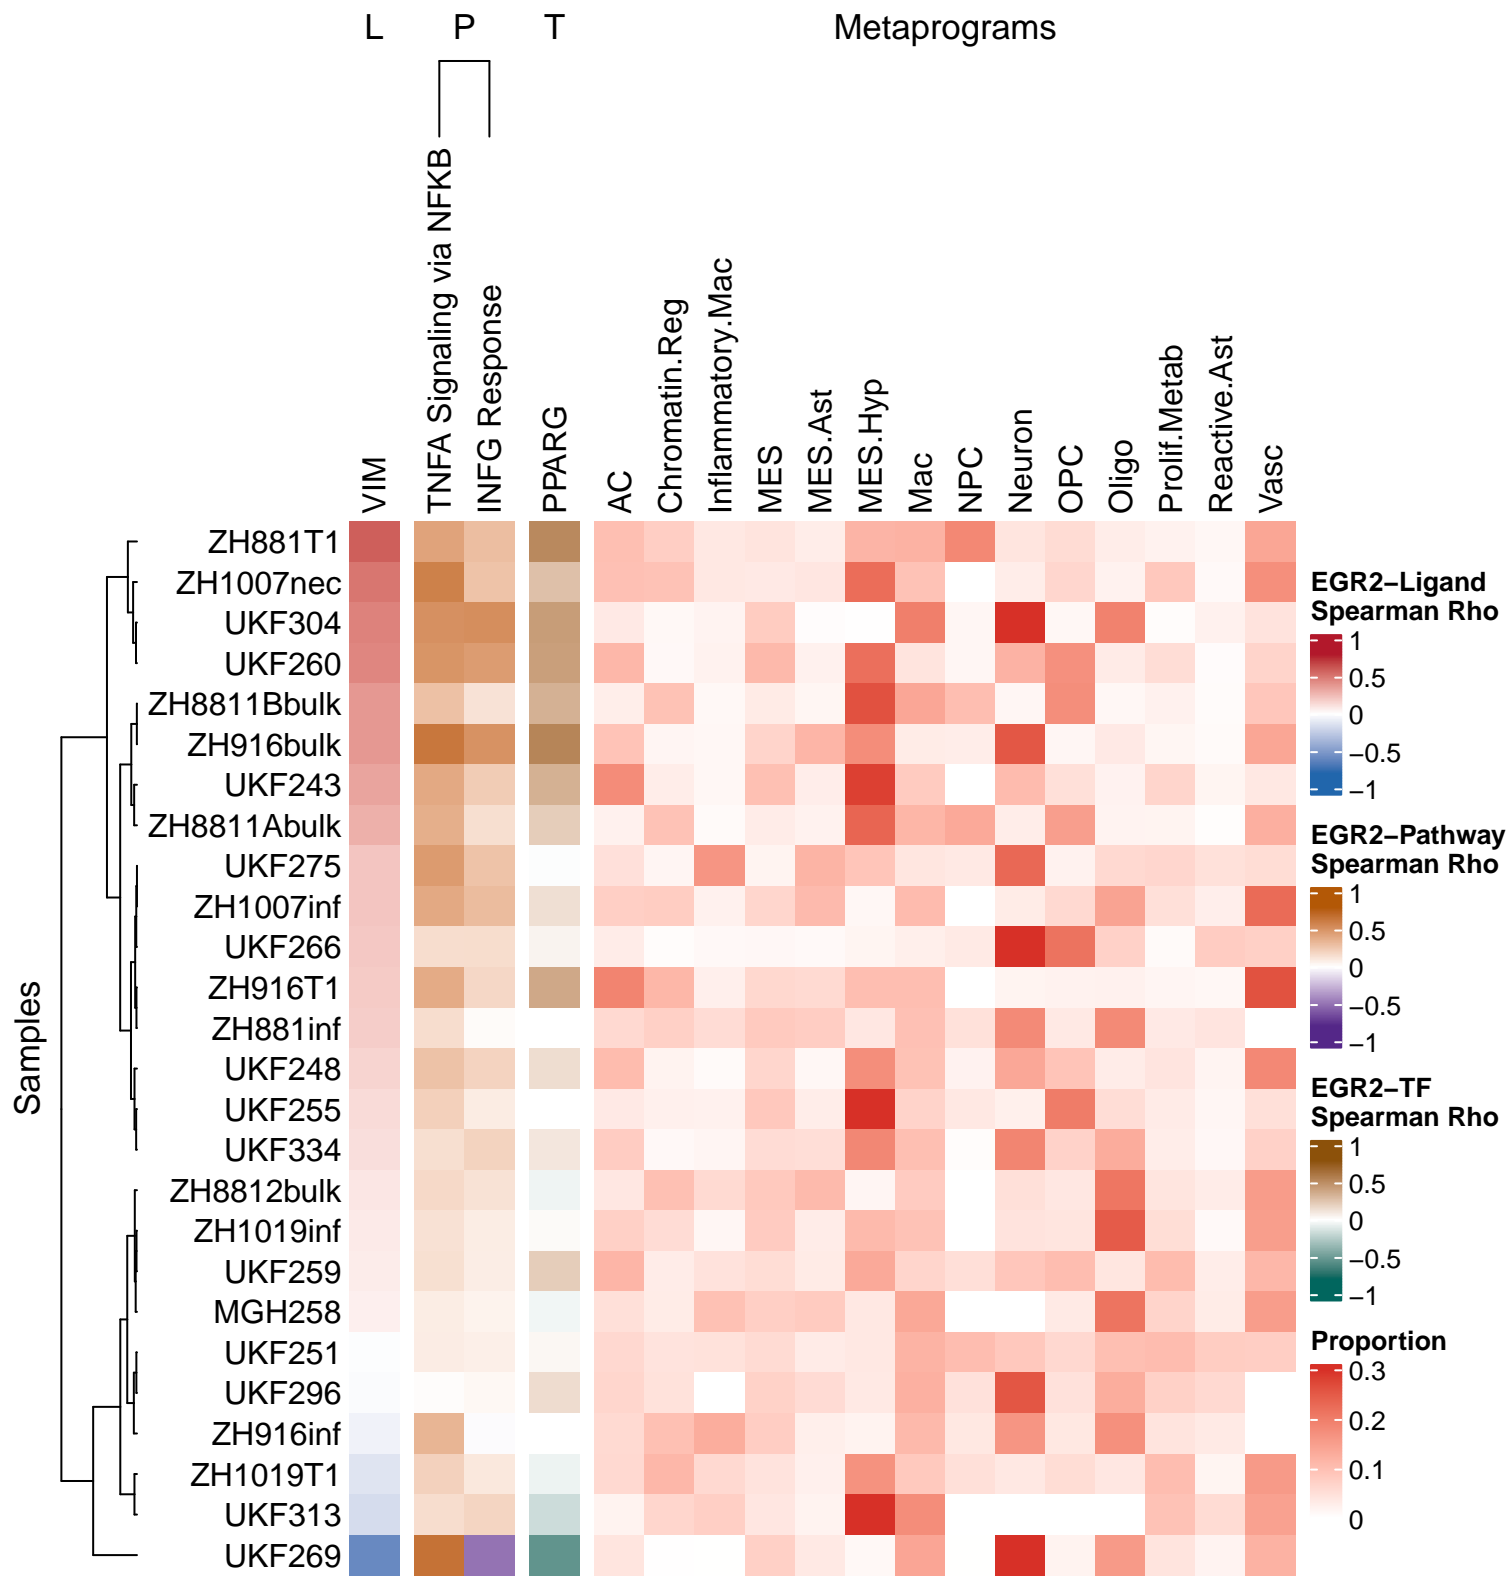 L P T Metaprograms
VIM
TNFA Signaling via NFKB
INFG Response
PPARG
AC
Chromatin.Reg
Inflammatory.Mac
MES
MES.Ast
MES.Hyp
Mac
NPC
Neuron
OPC
Oligo
Prolif.Metab
Reactive.Ast
Vasc
Samples
ZH881T1
ZH1007nec
UKF304
UKF260
ZH8811Bbulk
ZH916bulk
UKF243
ZH8811Abulk
UKF275
ZH1007inf
UKF266
ZH916T1
ZH881inf
UKF248
UKF255
UKF334
ZH8812bulk
ZH1019inf
UKF259
MGH258
UKF251
UKF296
ZH916inf
ZH1019T1
UKF313
UKF269
EGR2−Ligand
Spearman Rho
1
0.5
0
−0.5
−1
EGR2−Pathway
Spearman Rho
1
0.5
0
−0.5
−1
EGR2−TF
Spearman Rho
1
0.5
0
−0.5
−1
Proportion
0.3
0.2
0.1
0